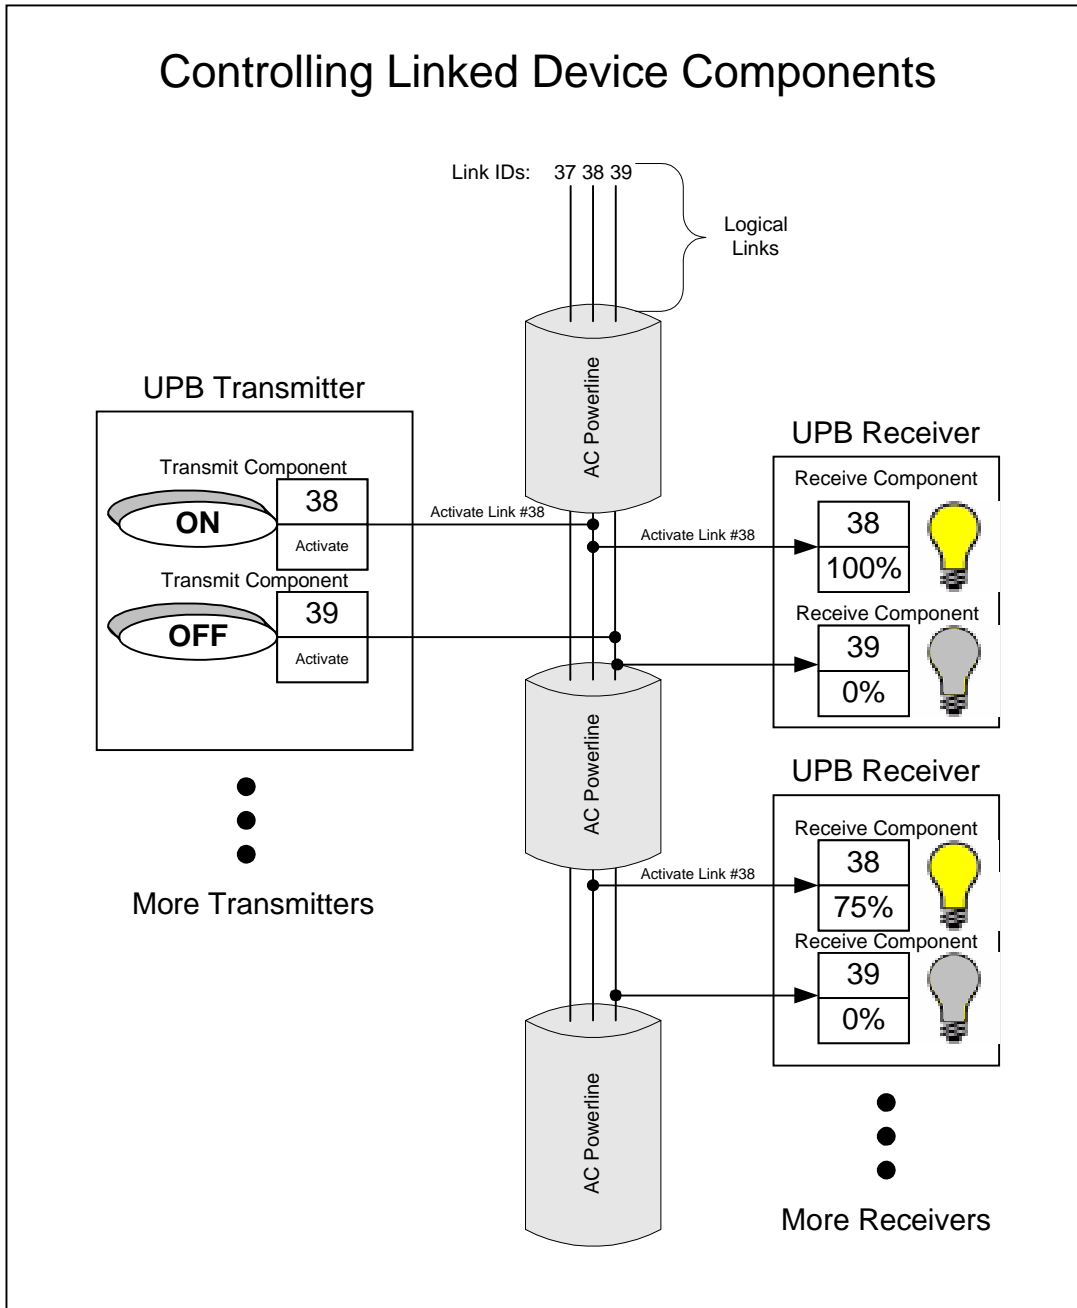 Controlling Linked Device Components
Link IDs: 37 38 39
Logical
Links
AC Powerline
UPB Transmitter
Transmit Component
ON
38
Activate
Activate Link #38
Transmit Component
OFF
39
Activate
More Transmitters
UPB Receiver
Receive Component
Activate Link #38
38
100%
Receive Component
39
0%
AC Powerline
UPB Receiver
Receive Component
Activate Link #38
38
75%
Receive Component
39
0%
AC Powerline
More Receivers